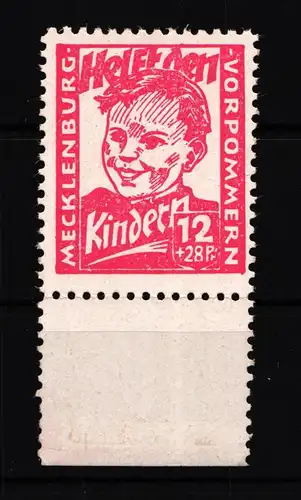 Helft den
MECKLENBURG
VORPOMMERN
Kindern
12
+28 Pf.